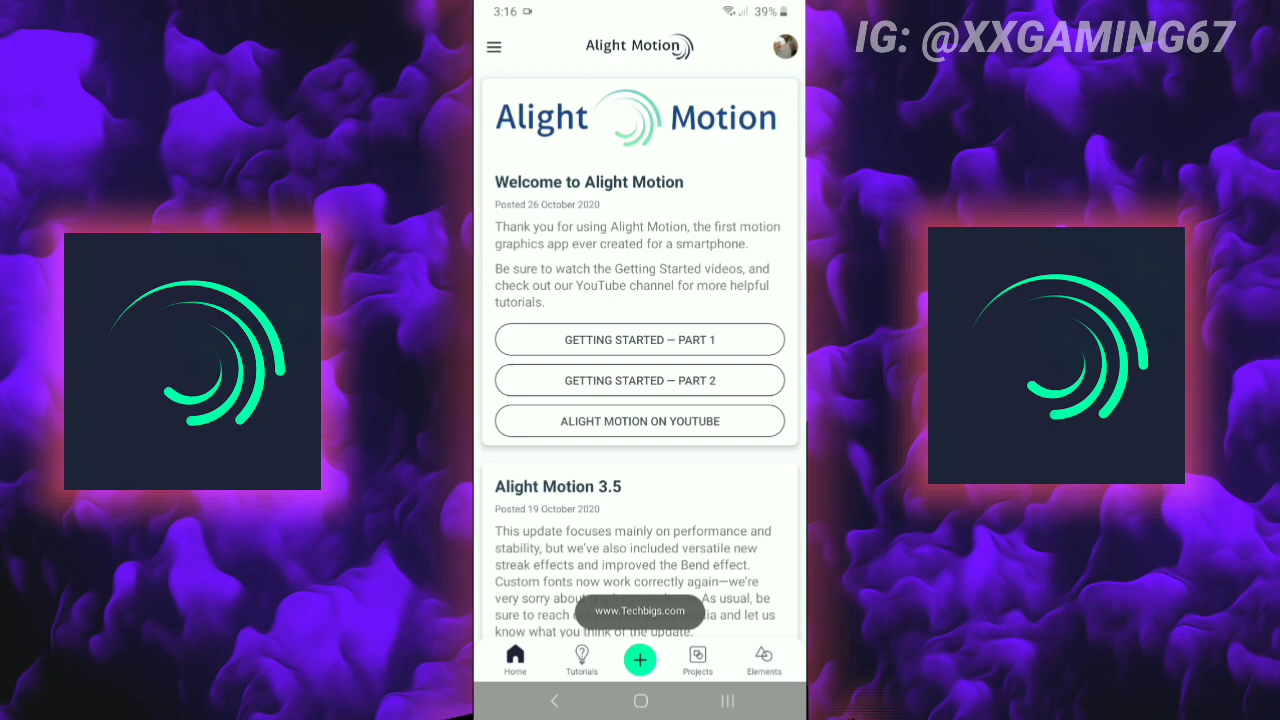 IG: @XXGAMING67
3:16
39%
Alight Motion
Alight Motion
Welcome to Alight Motion
Posted 26 October 2020
Thank you for using Alight Motion, the first motion
graphics app ever created for a smartphone.
Be sure to watch the Getting Started videos, and
check out our YouTube channel for more helpful
tutorials.
GETTING STARTED — PART 1
GETTING STARTED — PART 2
ALIGHT MOTION ON YOUTUBE
Alight Motion 3.5
Posted 19 October 2020
This update focuses mainly on performance and
stability, but we've also included versatile new
streak effects and improved the Bend effect.
Custom fonts now work correctly again—we're
very sorry about As usual, be
sure to reach and let us
know what you think of the update.
www.Techbigs.com
Home
Tutorials
Projects
Elements